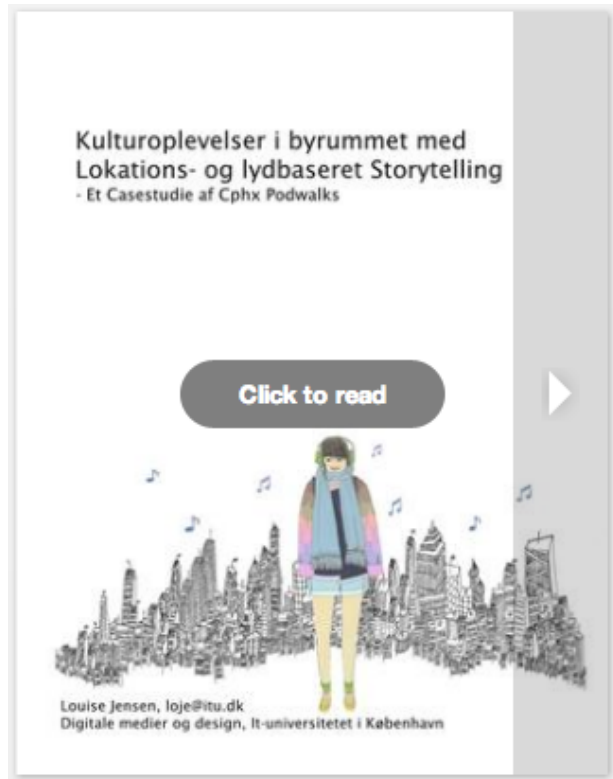 Kulturoplevelser i byrummet med
Lokations- og lydbaseret Storytelling
- Et Casestudie af Cphx Podwalks
Click to read
Louise Jensen, loje@itu.dk
Digitale medier og design, It-universitetet i København